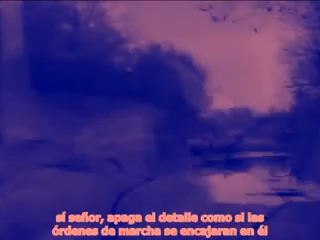 sí señor, apaga el detalle como si las
órdenes de marcha se encajaran en él